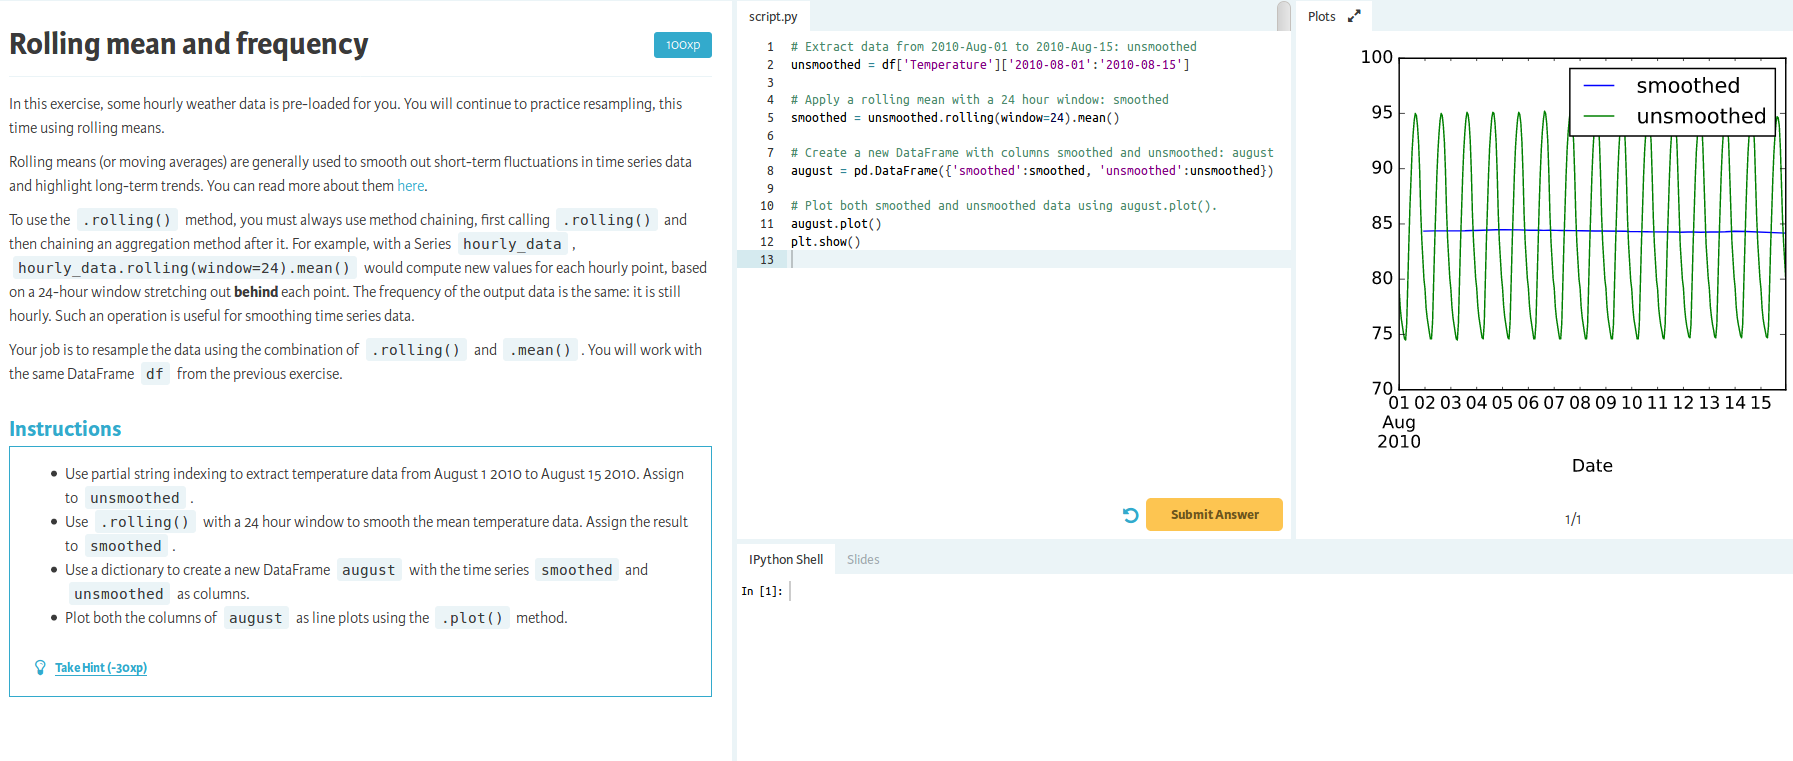 Rolling mean and frequency
100xp
In this exercise, some hourly weather data is pre-loaded for you. You will continue to practice resampling, this
time using rolling means.
Rolling means (or moving averages) are generally used to smooth out short-term fluctuations in time series data
and highlight long-term trends. You can read more about them here.
To use the .rolling() method, you must always use method chaining, first calling .rolling() and
then chaining an aggregation method after it. For example, with a Series hourly_data ,
hourly_data.rolling(window=24).mean() would compute new values for each hourly point, based
on a 24-hour window stretching out behind each point. The frequency of the output data is the same: it is still
hourly. Such an operation is useful for smoothing time series data.
Your job is to resample the data using the combination of .rolling() and .mean() . You will work with
the same DataFrame df from the previous exercise.
Instructions
• Use partial string indexing to extract temperature data from August 1 2010 to August 15 2010. Assign
to unsmoothed .
• Use .rolling() with a 24 hour window to smooth the mean temperature data. Assign the result
to smoothed .
• Use a dictionary to create a new DataFrame august with the time series smoothed and
unsmoothed as columns.
• Plot both the columns of august as line plots using the .plot() method.
Take Hint (-30xp)
script.py
1 # Extract data from 2010-Aug-01 to 2010-Aug-15: unsmoothed
2 unsmoothed = df['Temperature']['2010-08-01':'2010-08-15']
3
4 # Apply a rolling mean with a 24 hour window: smoothed
5 smoothed = unsmoothed.rolling(window=24).mean()
6
7 # Create a new DataFrame with columns smoothed and unsmoothed: august
8 august = pd.DataFrame({'smoothed':smoothed, 'unsmoothed':unsmoothed})
9
10 # Plot both smoothed and unsmoothed data using august.plot().
11 august.plot()
12 plt.show()
13
Submit Answer
IPython Shell Slides
In [1]:
Plots
100
95
90
85
80
75
70
smoothed
unsmoothed
01 02 03 04 05 06 07 08 09 10 11 12 13 14 15
Aug
2010
Date
1/1